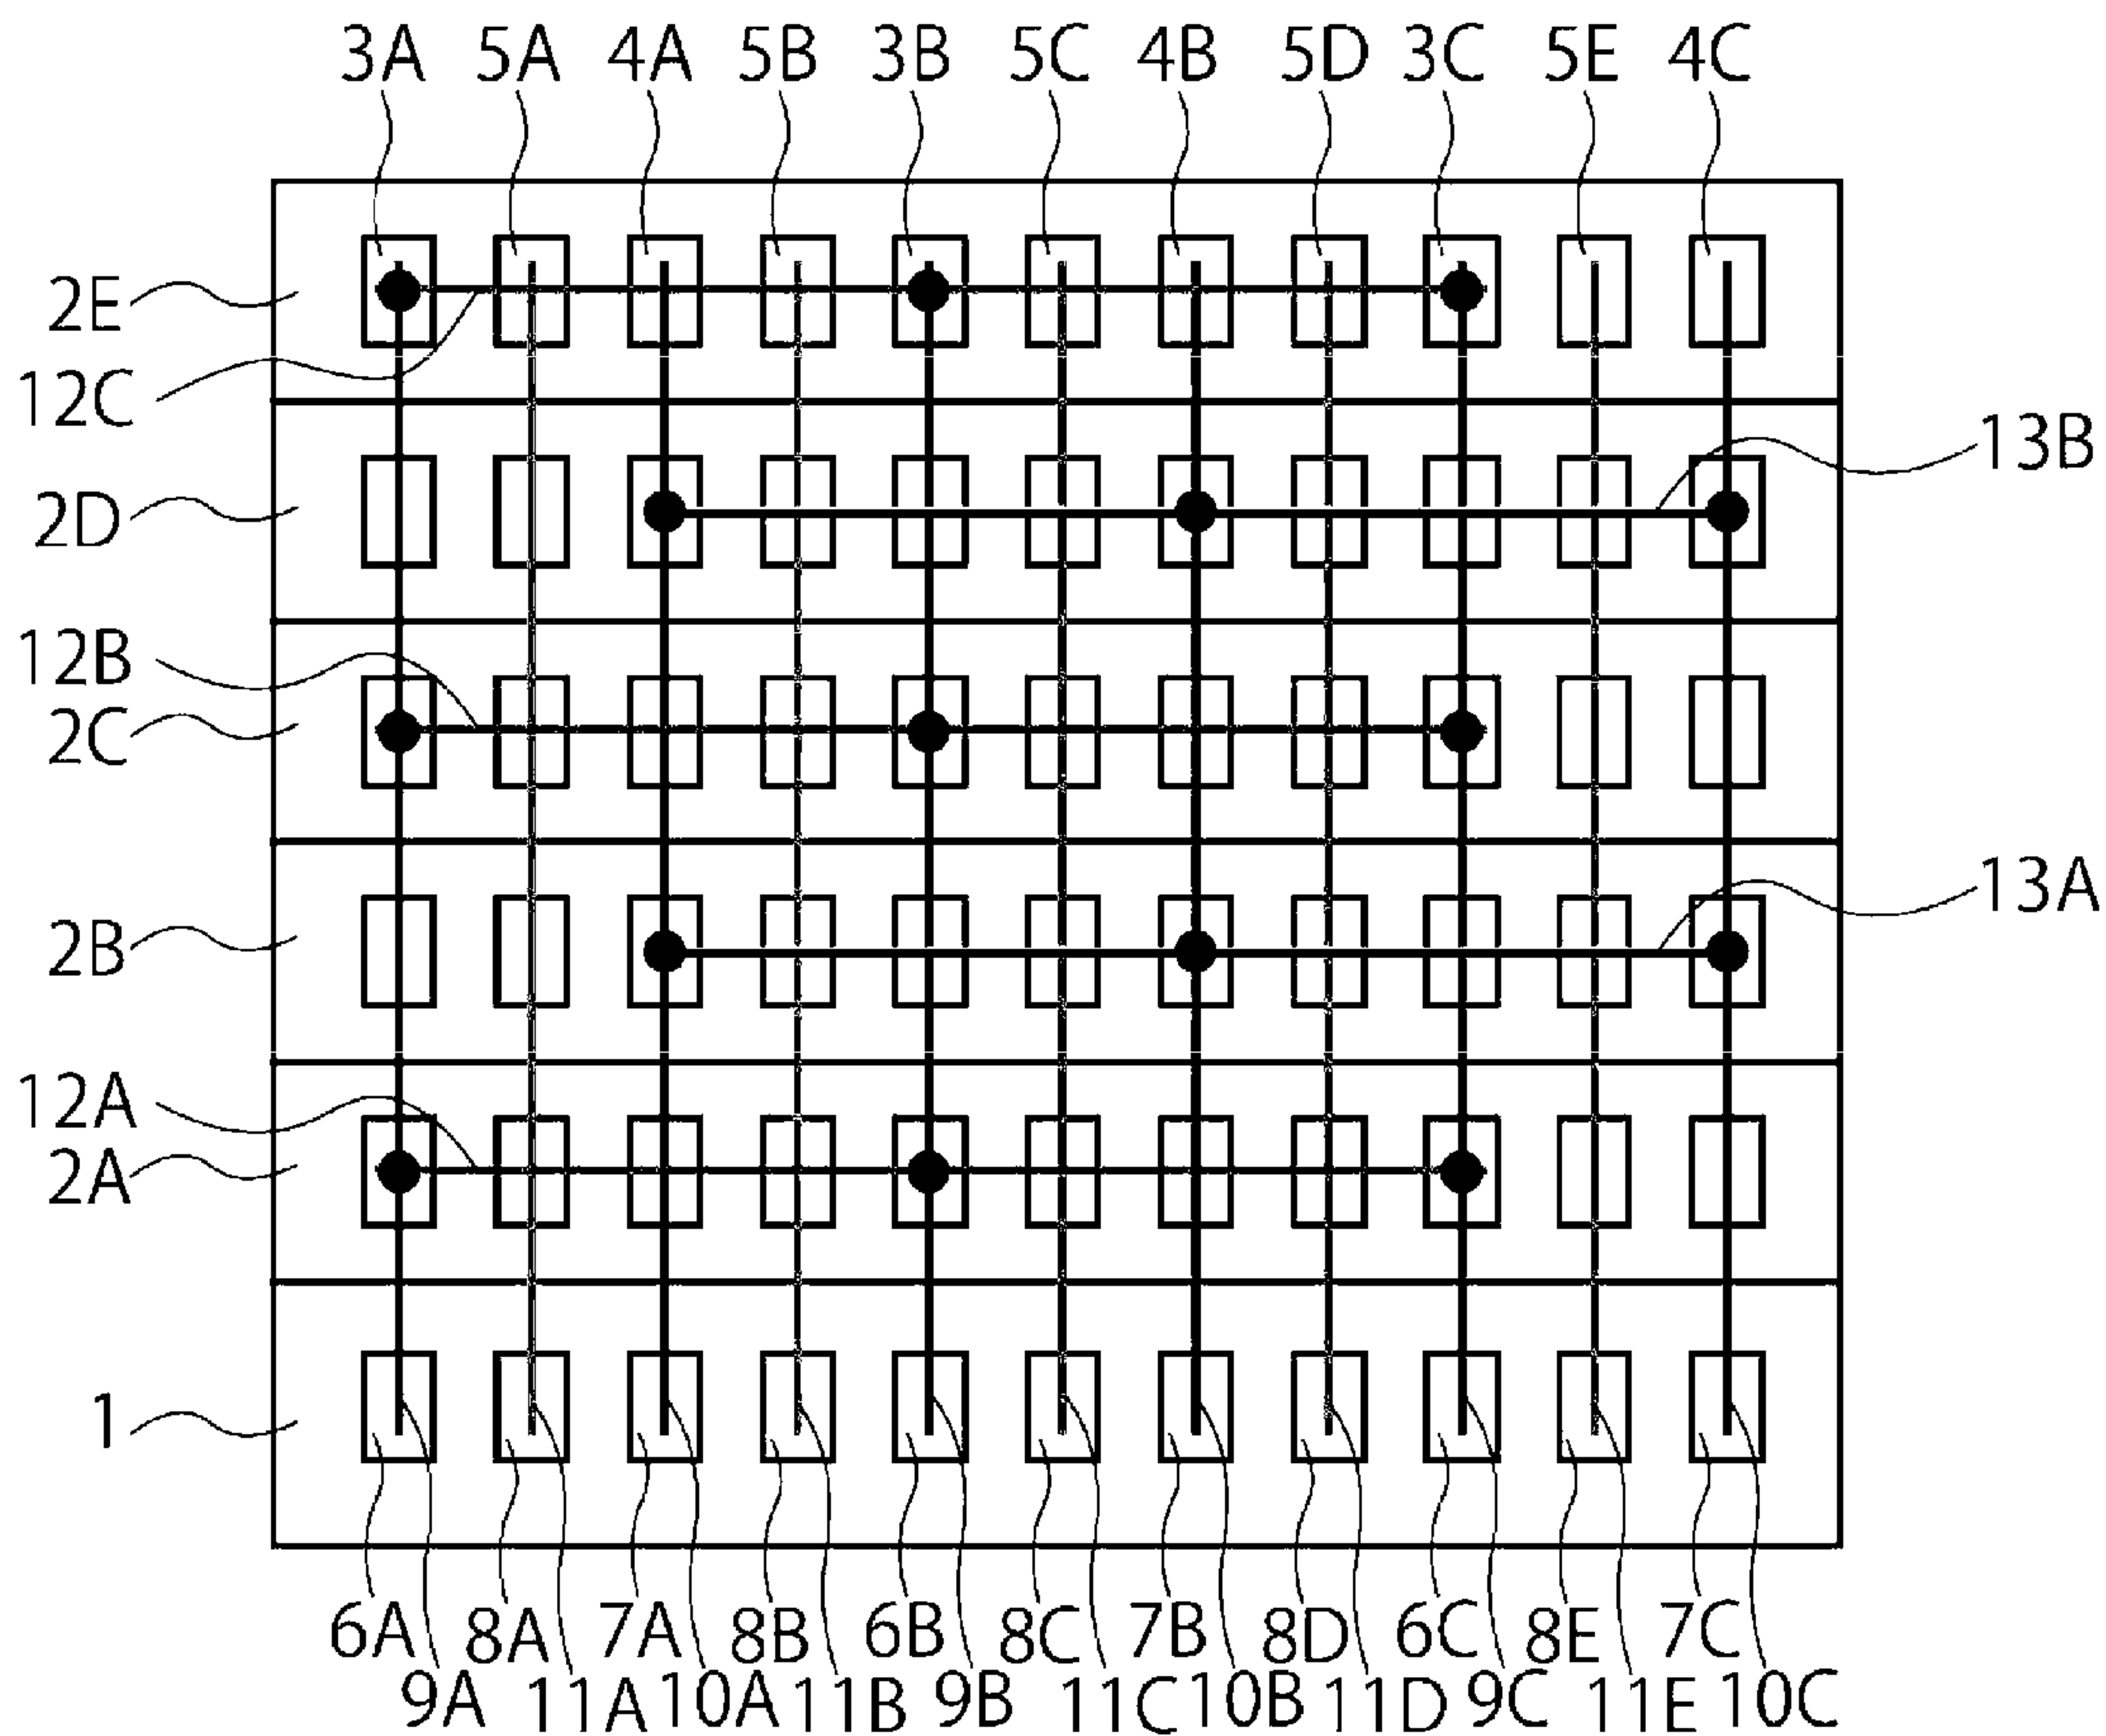 3A 5A 4A 5B 3B 5C 4B 5D 3C 5E 4C
2E
12C
13B
2D
12B
2C
13A
2B
12A
2A
1
6A 8A 7A 8B 6B 8C 7B 8D 6C 8E 7C
9A 11A 10A 11B 9B 11C 10B 11D 9C 11E 10C